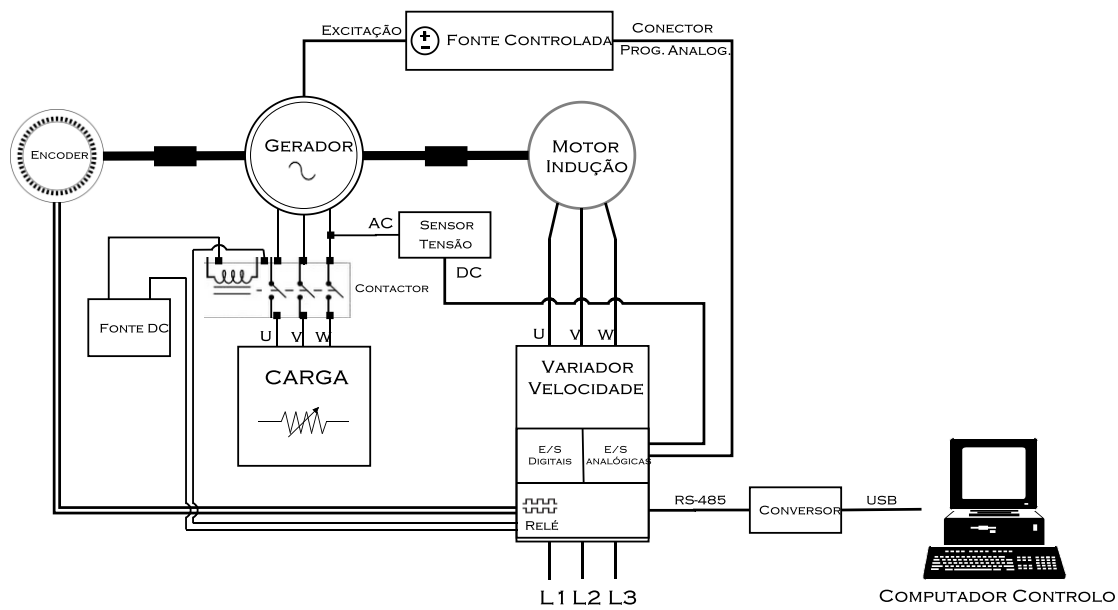 EXCITAÇÃO
FONTE CONTROLADA
CONECTOR
PROG. ANALOG.
ENCODER
GERADOR
MOTOR
INDUÇÃO
AC
SENSOR
TENSÃO
DC
CONTACTOR
FONTE DC
U V W
CARGA
U V W
VARIADOR
VELOCIDADE
E/S
DIGITAIS
E/S
ANALÓGICAS
RELÉ
RS-485
CONVERSOR
USB
L1 L2 L3
COMPUTADOR CONTROLO